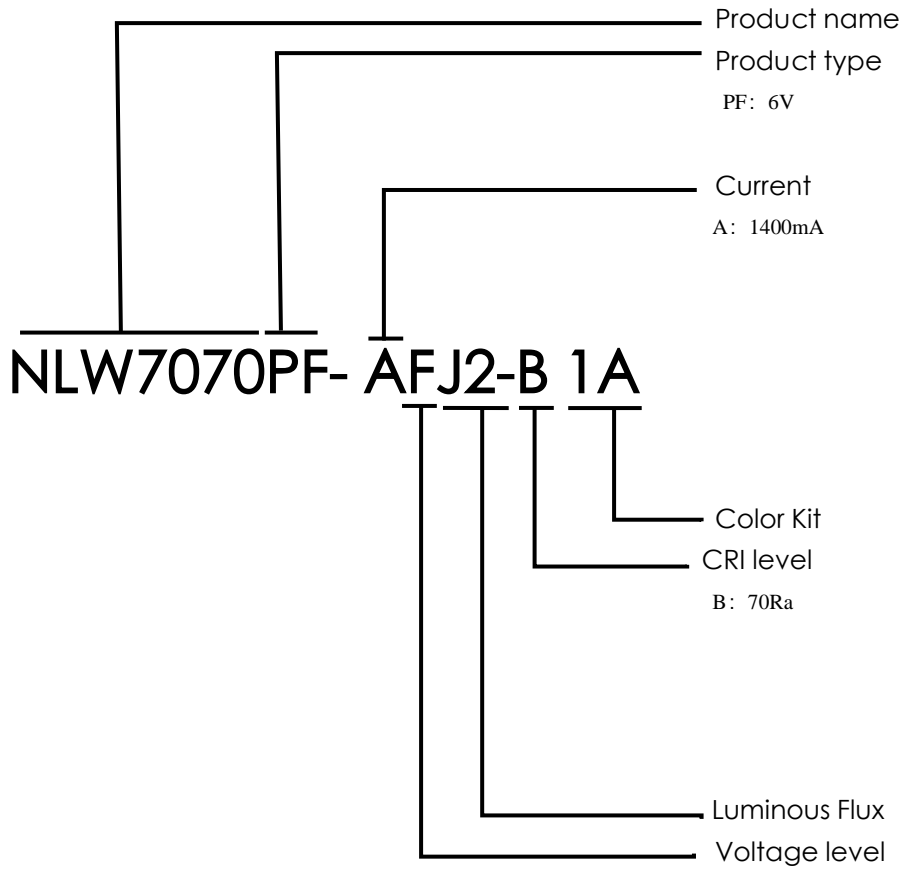 Product name
Product type
PF: 6V
Current
A: 1400mA
NLW7070PF- AFJ2-B 1A
Color Kit
CRI level
B: 70Ra
Luminous Flux
Voltage level